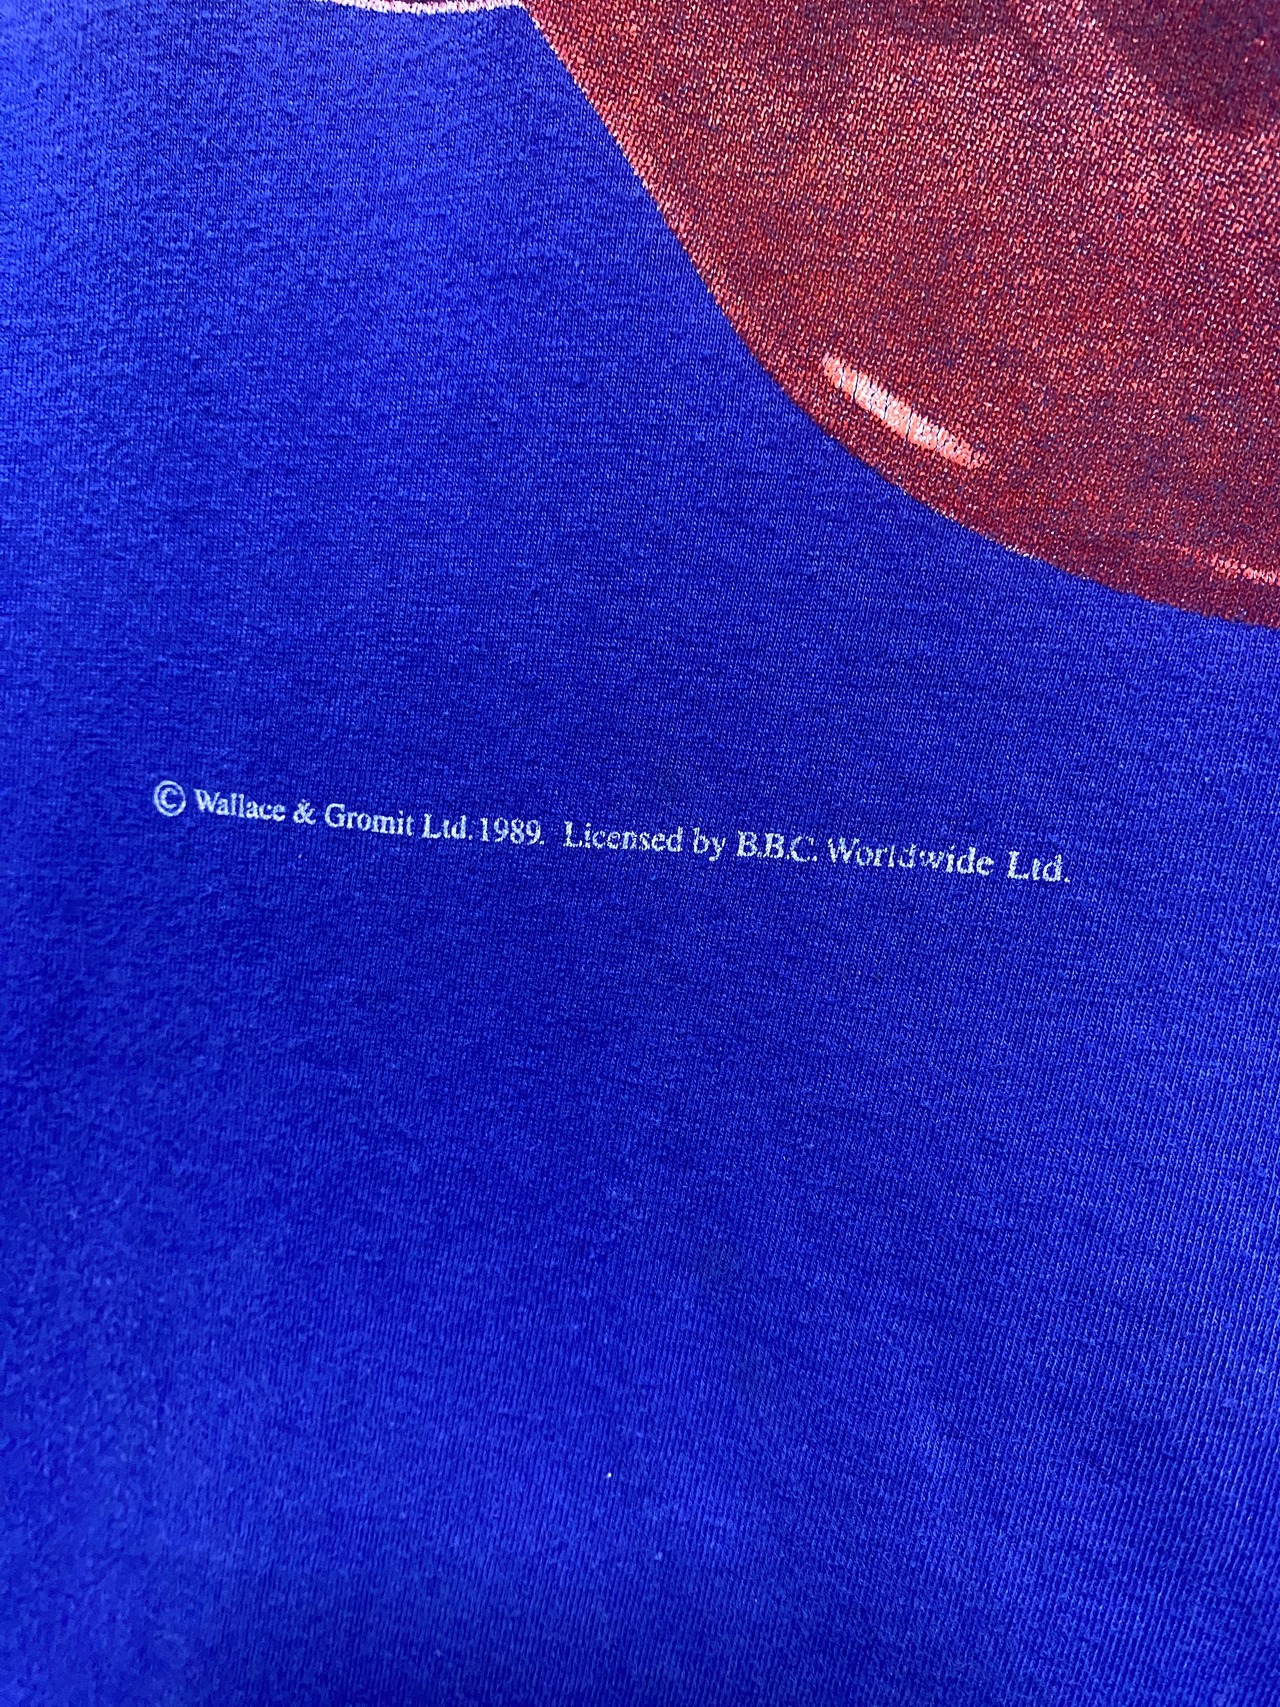 © Wallace & Gromit Ltd. 1989. Licensed by B.B.C. Worldwide Ltd.